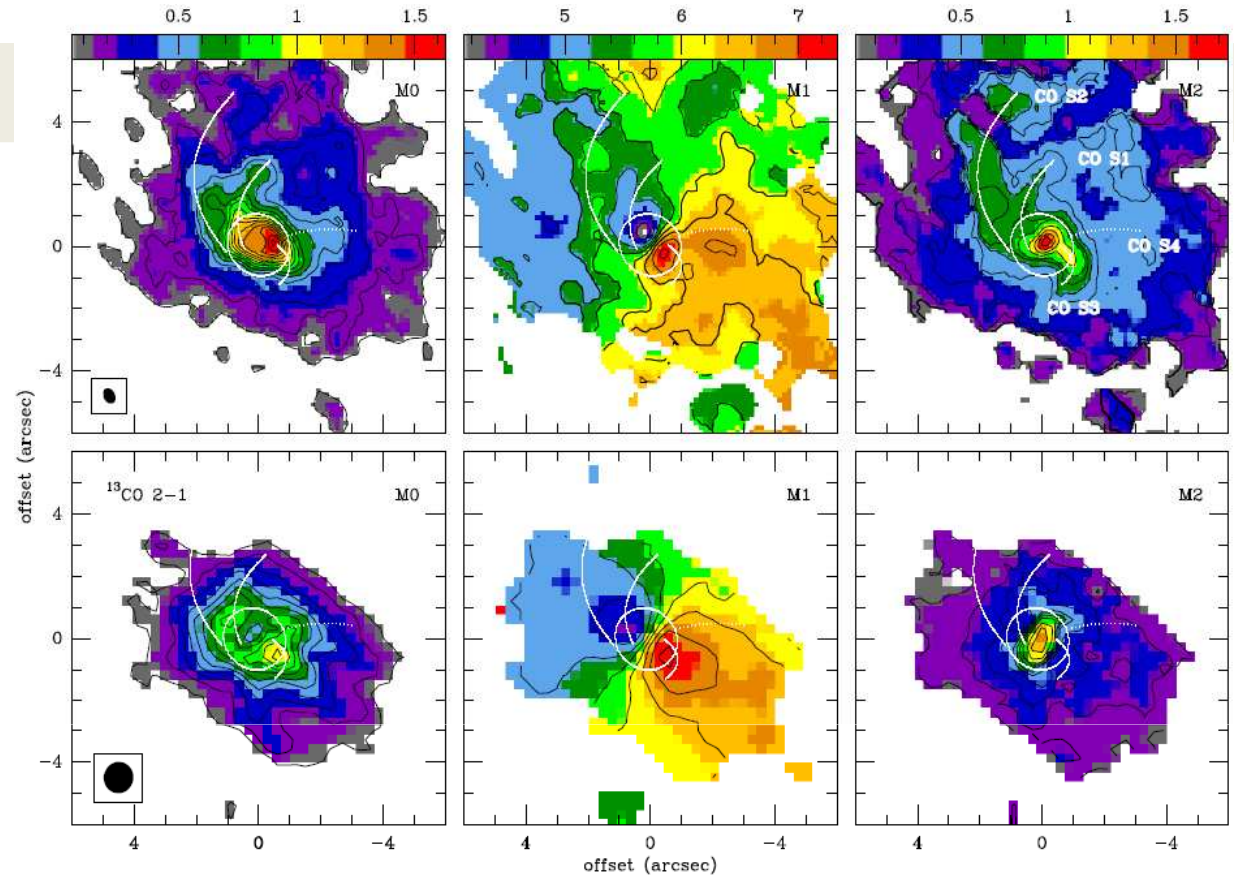 0.5 1 1.5 5 6 7 0.5 1 1.5
M0 M1 M2
CO S2
CO S1
CO S4
CO S3
4
0
−4
offset (arcsec)
¹³CO 2−1 M0 M1 M2
4
0
−4
4 0 −4 4 0 −4 4 0 −4
offset (arcsec)